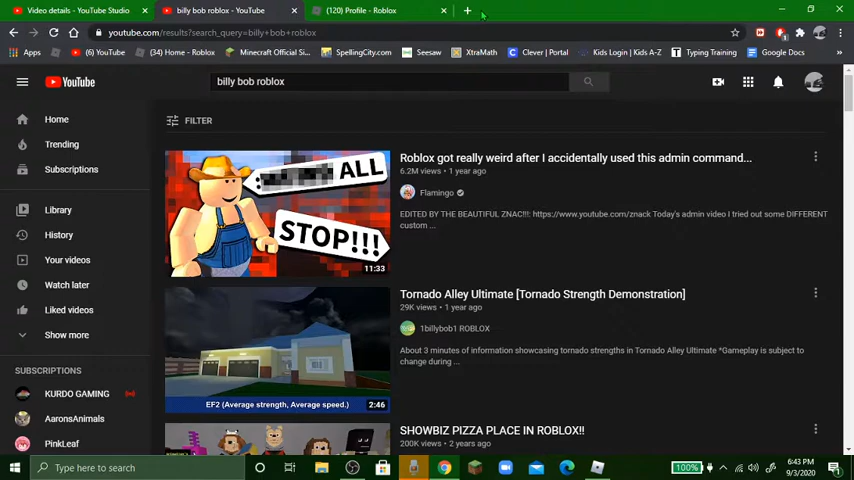 Video details - YouTube Studio
billy bob roblox - YouTube
(120) Profile - Roblox
youtube.com/results?search_query=billy+bob+roblox
Apps
(6) YouTube
(34) Home - Roblox
Minecraft Official Si...
SpellingCity.com
Seesaw
XtraMath
Clever | Portal
Kids Learning | Kids A-Z
Typing Training
Google Docs
YouTube
billy bob roblox
Home
Trending
Subscriptions
Library
History
Your videos
Watch later
Liked videos
Show more
SUBSCRIPTIONS
KURDO GAMING
AaronsAnimals
PinkLeaf
FILTER
ALL
STOP!!!
11:33
Roblox got really weird after I accidentally used this admin command...
6.2M views • 1 year ago
Flamingo
EDITED BY THE BEAUTIFUL ZNAC!!!: https://www.youtube.com/znack Today's admin video I tried out some DIFFERENT
custom ...
EF2 (Average strength, Average speed.)
2:46
Tornado Alley Ultimate [Tornado Strength Demonstration]
29K views • 1 year ago
1billybob1 ROBLOX
About 3 minutes of information showcasing tornado strengths in Tornado Alley Ultimate *Gameplay is subject to
change during ...
SHOWBIZ PIZZA PLACE IN ROBLOX!!
200K views • 2 years ago
Type here to search
100%
6:43 PM
9/3/2020